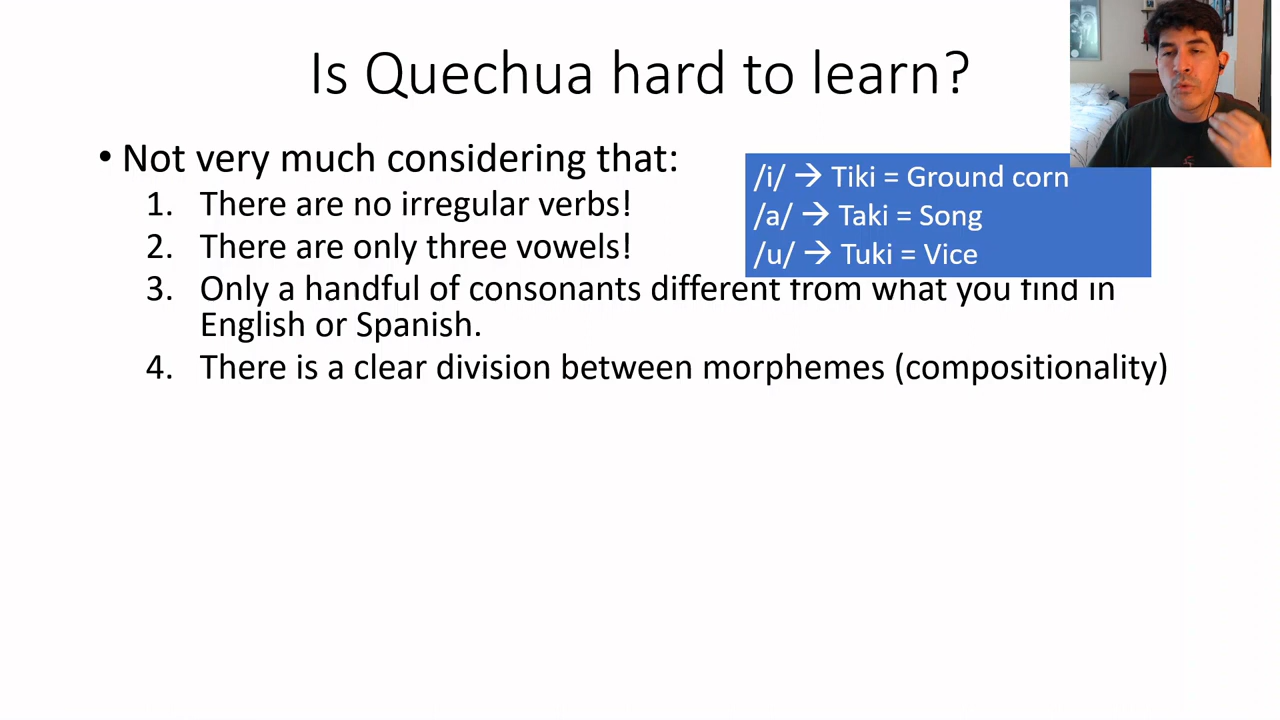 Is Quechua hard to learn?
• Not very much considering that:
1. There are no irregular verbs!
2. There are only three vowels!
3. Only a handful of consonants different from what you find in
English or Spanish.
4. There is a clear division between morphemes (compositionality)
/i/ → Tiki = Ground corn
/a/ → Taki = Song
/u/ → Tuki = Vice